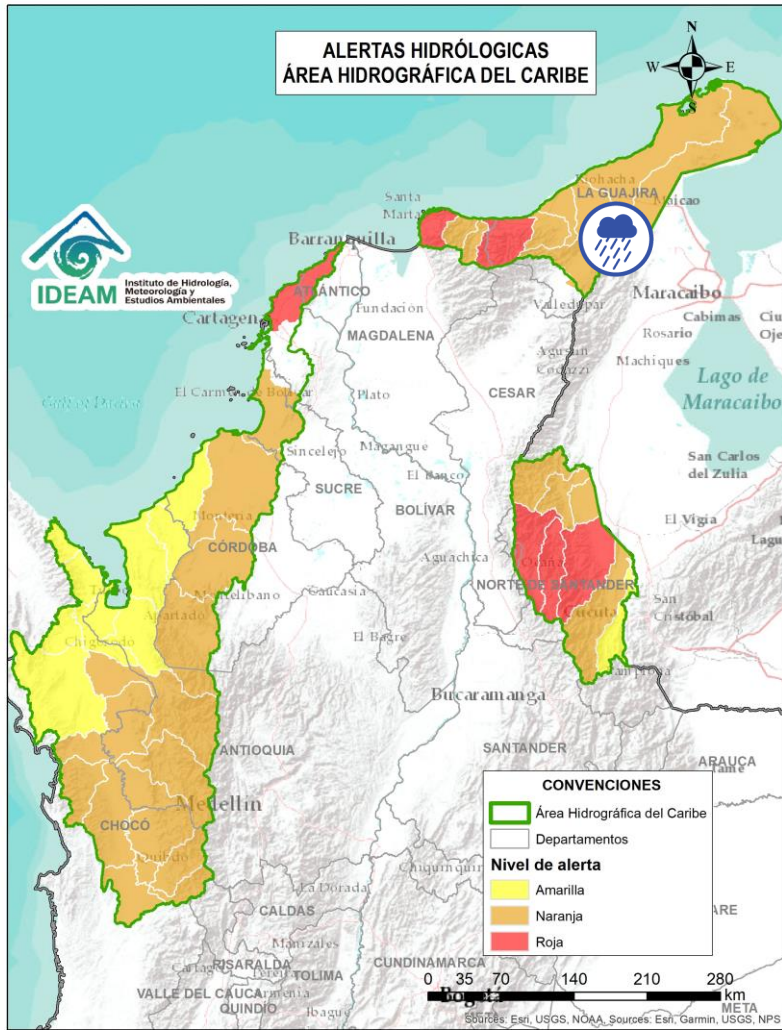 ALERTAS HIDRÓLOGICAS
ÁREA HIDROGRÁFICA DEL CARIBE
N
W
E
S
Riohacha
LA GUAJIRA
Maicao
Santa
Marta
Barranquilla
IDEAM
Instituto de Hidrología,
Meteorología y
Estudios Ambientales
ATLÁNTICO
Cartagena
Fundación
MAGDALENA
Valledupar
Maracaibo
Cabimas
Rosario
Machiques
Agustín
Codazzi
CESAR
Lago de
Maracaibo
El Carmen de Bolívar
Plato
Sincelejo
Magangue
El Banco
SUCRE
BOLÍVAR
San Carlos
del Zulia
El Vigía
Montería
CÓRDOBA
Aguachica
Ocaña
NORTE DE SANTANDER
Caucasia
Cúcuta
San
Cristóbal
Apartadó
Chigorodó
El Bagre
Bucaramanga
Pamplona
SANTANDER
ANTIOQUIA
ARAUCA
Medellín
CHOCÓ
Quibdó
La Dorada
CALDAS
Manizales
RISARALDA
TOLIMA
CUNDINAMARCA
VALLE DEL CAUCA
Armenia
QUINDÍO
Ibagué
Bogotá
META
CONVENCIONES
Área Hidrográfica del Caribe
Departamentos
Nivel de alerta
Amarilla
Naranja
Roja
0 35 70 140 210 280
km
Sources: Esri, USGS, NOAA, Sources: Esri, Garmin, USGS, NPS